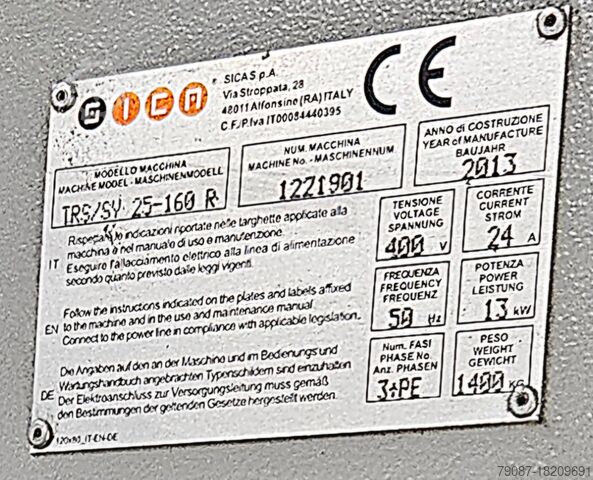 SICA
SICA S p.A.
Via Stroppata, 28
48011 Alfonsine (RA) ITALY
C.F./P.Iva IT00084440395
CE
MODELLO MACCHINA
MACHINE MODEL - MASCHINENMODELL
TRS/SV 25-160 R
NUM. MACCHINA
MACHINE No. - MASCHINENNUM
1221901
ANNO di COSTRUZIONE
YEAR of MANUFACTURE
BAUJAHR
2013
IT
Rispettare le indicazioni riportate nelle targhette applicate alla
macchina e nel manuale di uso e manutenzione.
Eseguire l'allacciamento elettrico alla linea di alimentazione
secondo quanto previsto dalle leggi vigenti.
EN
Follow the instructions indicated on the plates and labels affixed
to the machine and in the use and maintenance manual.
Connect to the power line in compliance with applicable legislation.
DE
Die Angaben auf den an der Maschine und im Bedienungs und
Wartungshandbuch angebrachten Typenschildern sind einzuhalten
Der Elektroanschluss zur Versorgungsleitung muss gemäß
den Bestimmungen der geltenden Gesetze hergestellt werden.
TENSIONE
VOLTAGE
SPANNUNG
400 V
CORRENTE
CURRENT
STROM
24 A
FREQUENZA
FREQUENCY
FREQUENZ
50 Hz
POTENZA
POWER
LEISTUNG
13 kW
Num. FASI
PHASE No.
Anz. PHASEN
3+PE
PESO
WEIGHT
GEWICHT
1400 KG
120x80_IT-EN-DE
79087-18209691